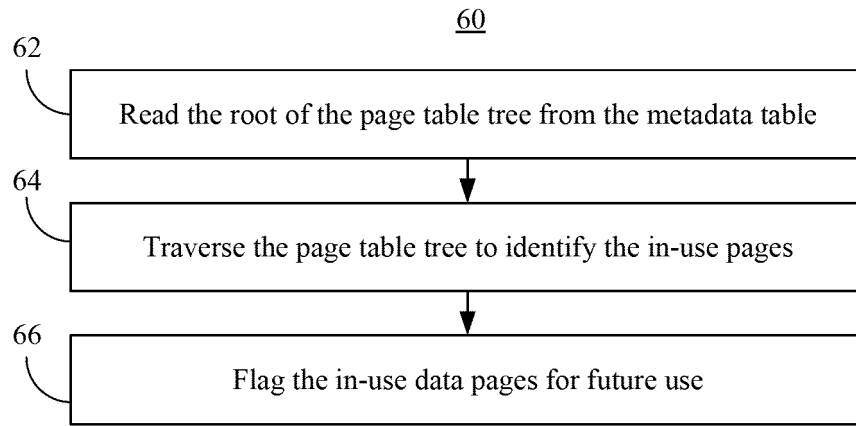 60
62
Read the root of the page table tree from the metadata table
64
Traverse the page table tree to identify the in-use pages
66
Flag the in-use data pages for future use